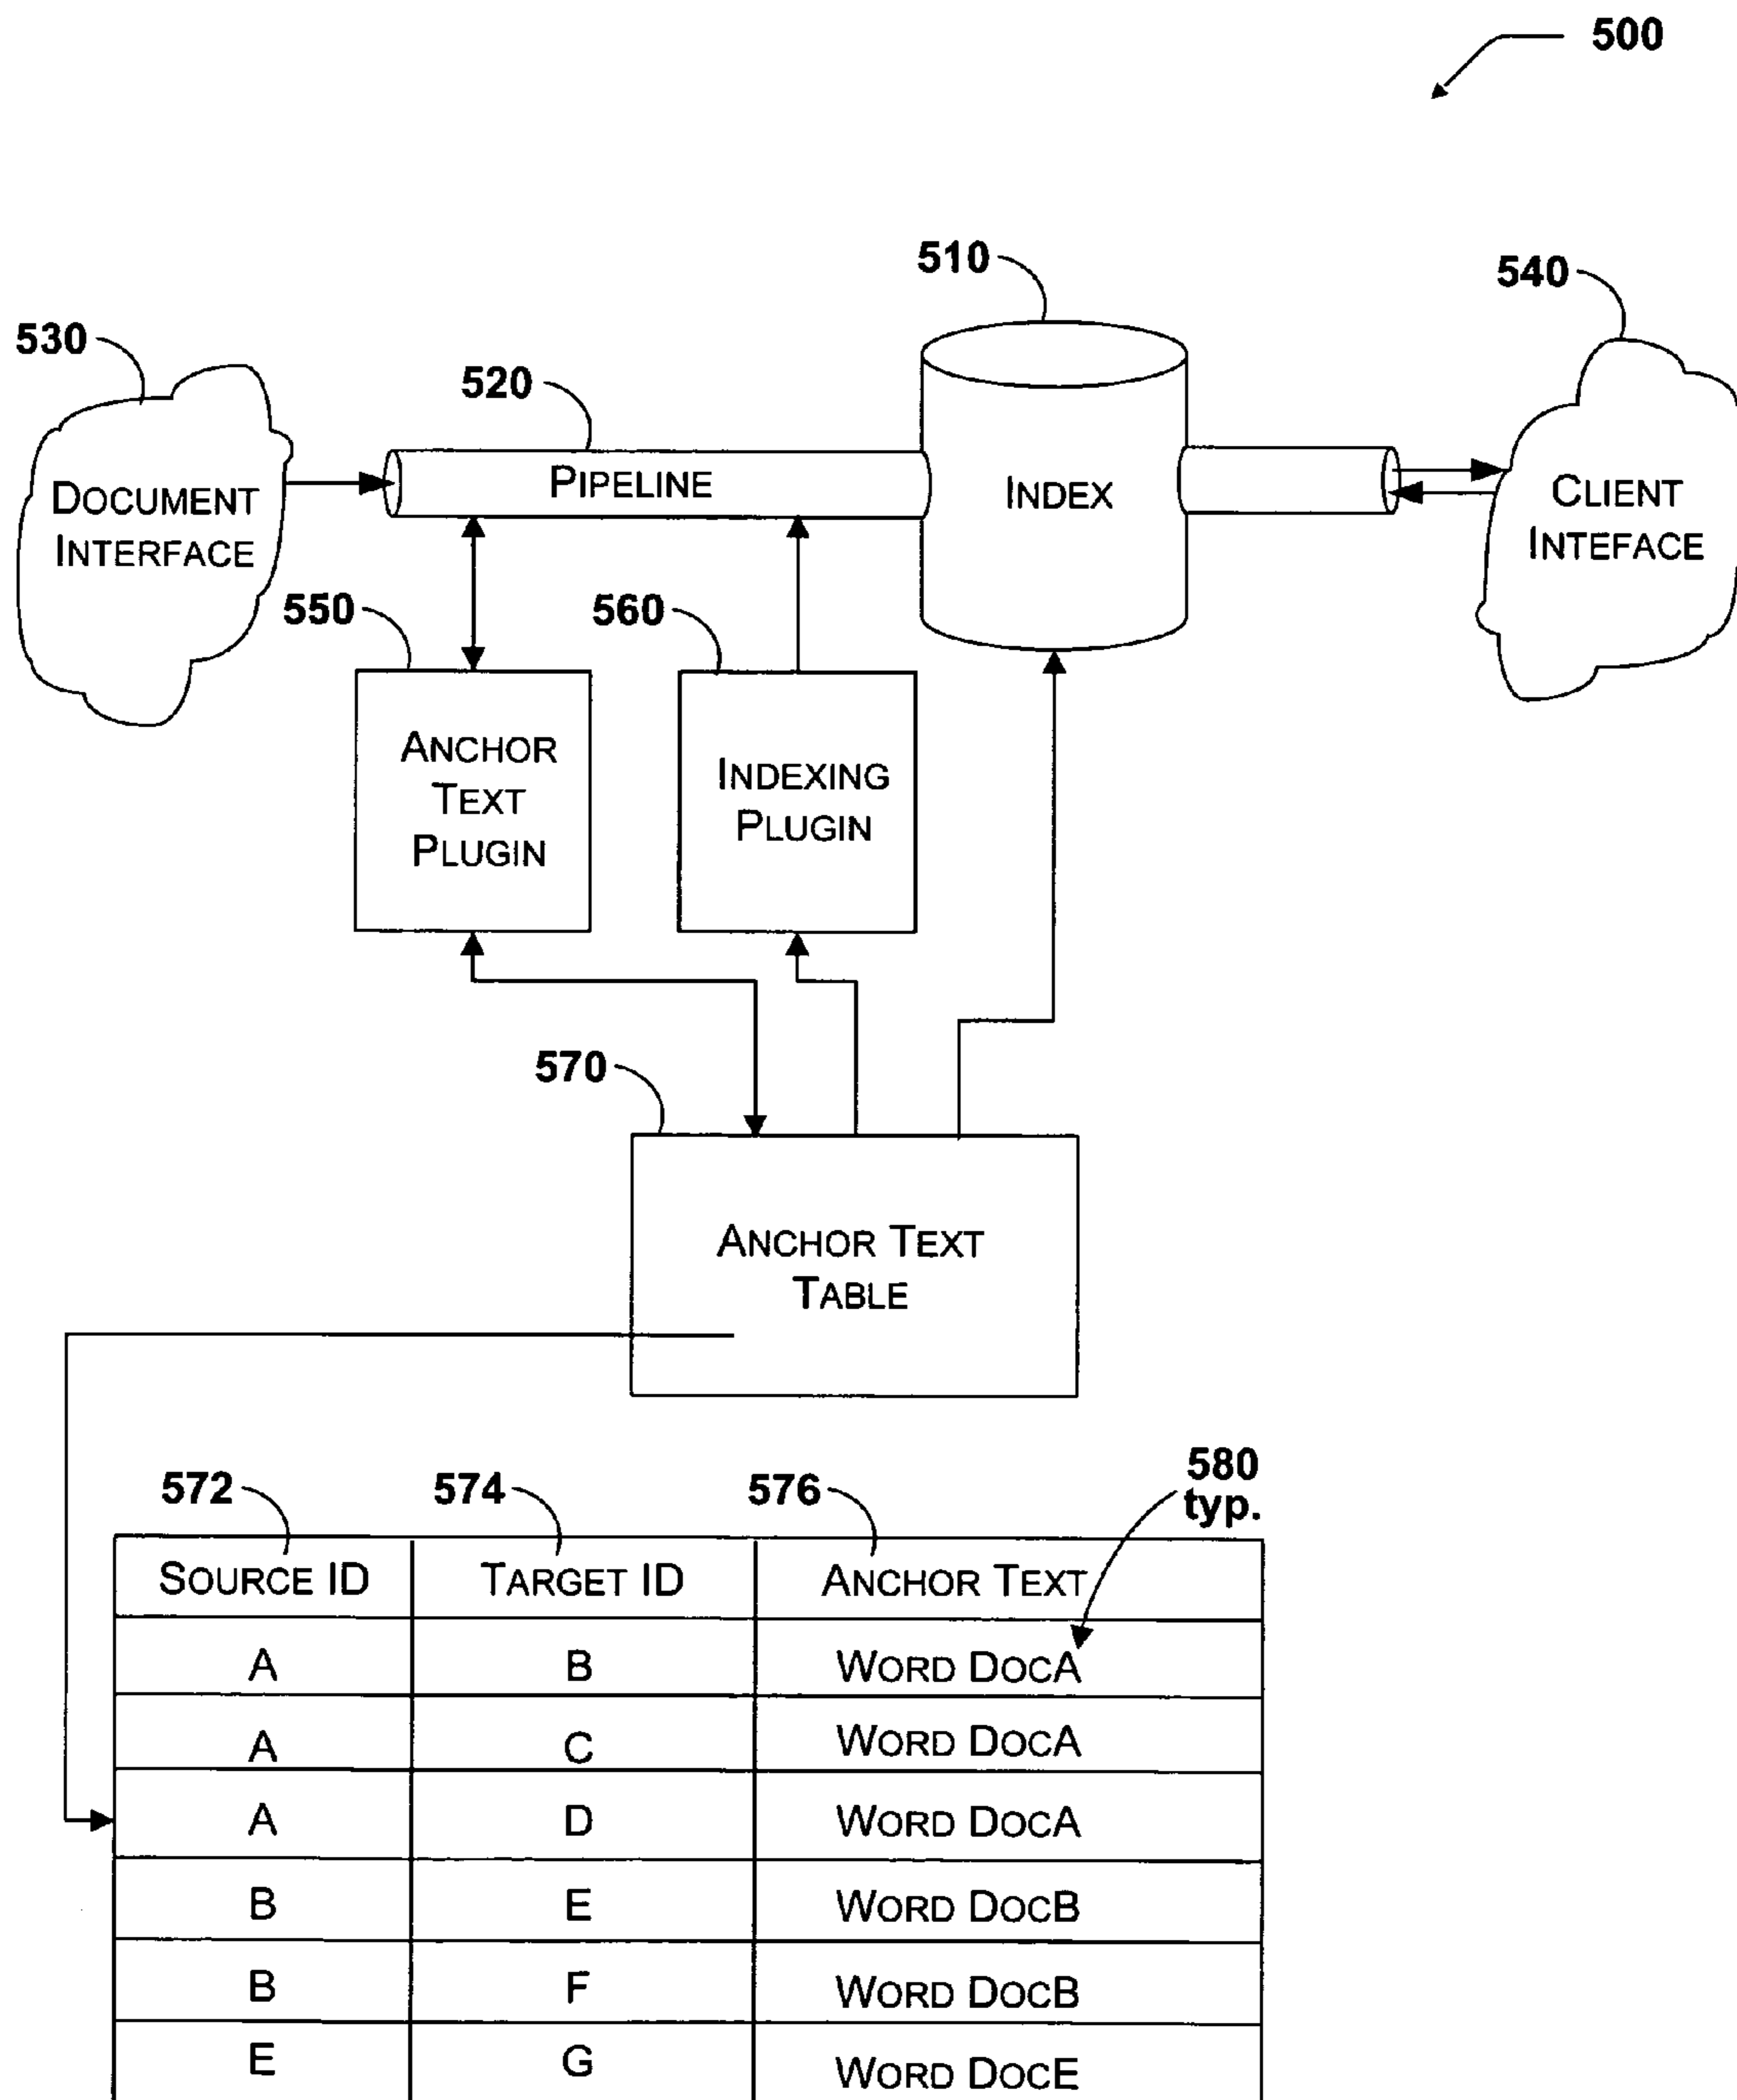 500
510
540
530
520
PIPELINE
INDEX
DOCUMENT
INTERFACE
CLIENT
INTEFACE
550
560
ANCHOR
TEXT
PLUGIN
INDEXING
PLUGIN
570
ANCHOR TEXT
TABLE
580
typ.
572
574
576
SOURCE ID TARGET ID ANCHOR TEXT
A B WORD DOCA
A C WORD DOCA
A D WORD DOCA
B E WORD DOCB
B F WORD DOCB
E G WORD DOCE